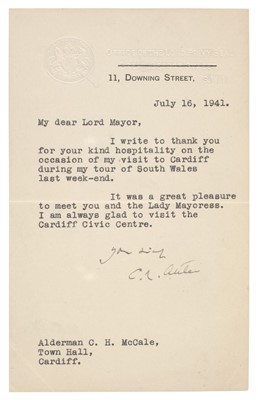 11, DOWNING STREET,
July 16, 1941.
My dear Lord Mayor,
I write to thank you
for your kind hospitality on the
occasion of my visit to Cardiff
during my tour of South Wales
last week-end.
It was a great pleasure
to meet you and the Lady Mayoress.
I am always glad to visit the
Cardiff Civic Centre.
C. R. Attlee
Alderman C. H. McCale,
Town Hall,
Cardiff.